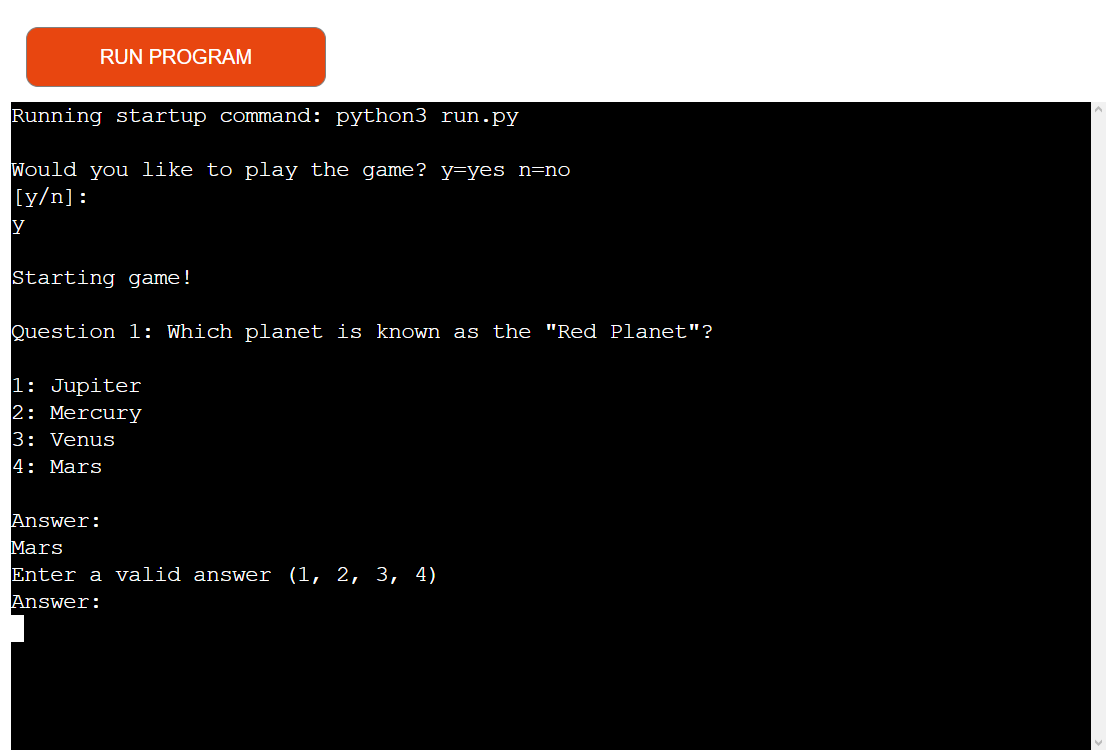 RUN PROGRAM
Running startup command: python3 run.py
Would you like to play the game? y=yes n=no
[y/n]:
y
Starting game!
Question 1: Which planet is known as the "Red Planet"?
1: Jupiter
2: Mercury
3: Venus
4: Mars
Answer:
Mars
Enter a valid answer (1, 2, 3, 4)
Answer: